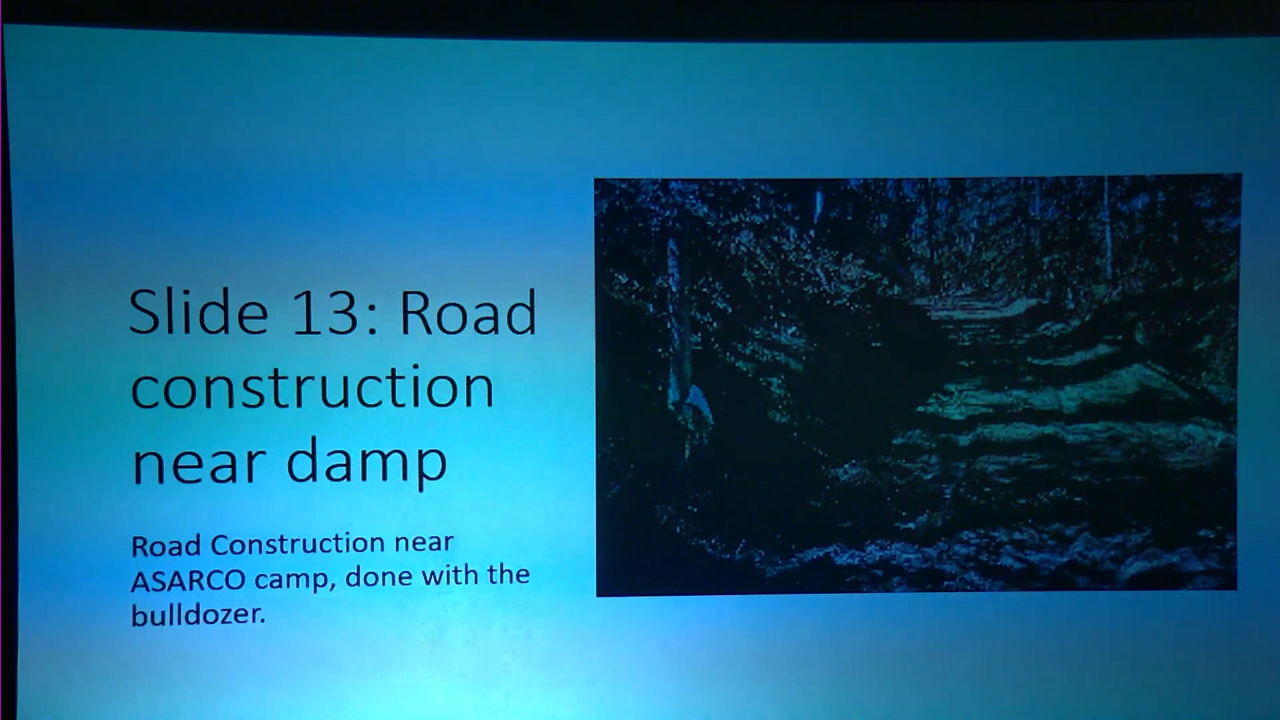 Slide 13: Road
construction
near damp
Road Construction near
ASARCO camp, done with the
bulldozer.